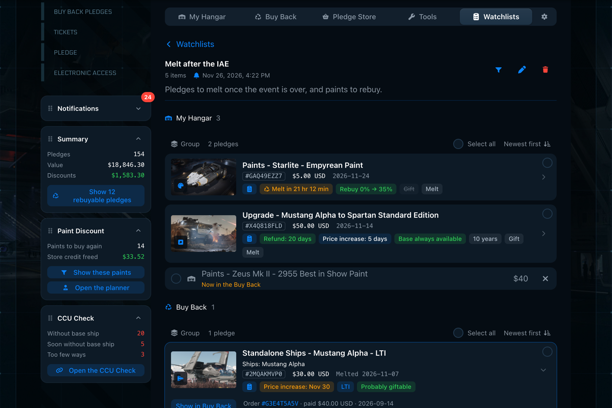 BUY BACK PLEDGES
TICKETS
PLEDGE
ELECTRONIC ACCESS
24
Notifications
Summary
Pledges 154
Value $18,846.30
Discounts $1,583.30
Show 12 rebuyable pledges
Paint Discount
Paints to buy again 14
Store credit freed $33.52
Show these paints
Open the planner
CCU Check
Without base ship 20
Soon without base ship 5
Too few ways 3
Open the CCU Check
My Hangar Buy Back Pledge Store Tools Watchlists
Watchlists
Melt after the IAE
5 items Nov 26, 2026, 4:22 PM
Pledges to melt once the event is over, and paints to rebuy.
My Hangar 3
Group 2 pledges Select all Newest first
Paints - Starlite - Empyrean Paint
#GAQ49EZZ7 $5.00 USD 2026-11-24
Melt in 21 hr 12 min Rebuy 0% → 35% Gift Melt
Upgrade - Mustang Alpha to Spartan Standard Edition
#X4Q818FLD $50.00 USD 2026-11-14
Refund: 20 days Price increase: 5 days Base always available 10 years Gift
Melt
Paints - Zeus Mk II - 2955 Best in Show Paint $40
Now in the Buy Back
Buy Back 1
Group 1 pledge Select all Newest first
Standalone Ships - Mustang Alpha - LTI
Ships: Mustang Alpha
#2MQAKMVP0 $30.00 USD Melted 2026-11-07
Price increase: Nov 30 LTI Probably giftable
Show in Buy Back
Order #G3E4T5A5V · paid $40.00 USD · 2026-09-14